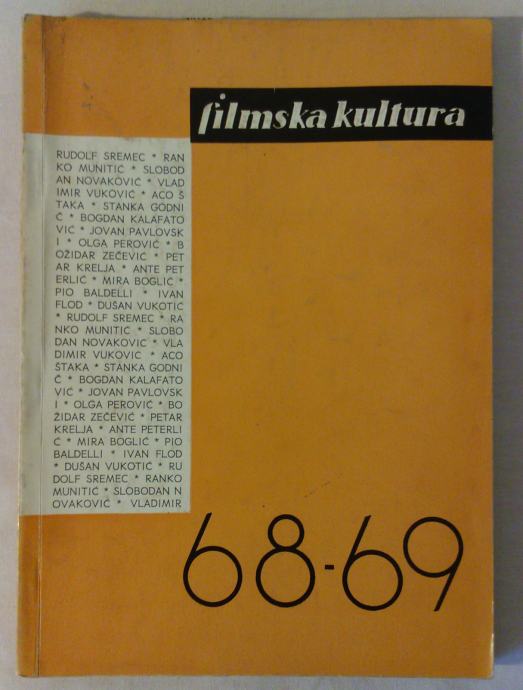 filmska kultura
RUDOLF SREMEC * RAN
KO MUNITIĆ * SLOBOD
AN NOVAKOVIĆ * VLAD
IMIR VUKOVIĆ * ACO Š
TAKA * STANKA GODNI
Č * BOGDAN KALAFATO
VIĆ * JOVAN PAVLOVSK
I * OLGA PEROVIĆ * B
OŽIDAR ZEČEVIĆ * PET
AR KRELJA * ANTE PET
ERLIĆ * MIRA BOGLIĆ *
PIO BALDELLI * IVAN
FLOD * DUŠAN VUKOTIĆ
* RUDOLF SREMEC * RA
NKO MUNITIĆ * SLOBO
DAN NOVAKOVIĆ * VLA
DIMIR VUKOVIĆ * ACO
ŠTAKA * STANKA GODNI
Č * BOGDAN KALAFATO
VIĆ * JOVAN PAVLOVSK
I * OLGA PEROVIĆ * BO
ŽIDAR ZEČEVIĆ * PETAR
KRELJA * ANTE PETERLI
Ć * MIRA BOGLIĆ * PIO
BALDELLI * IVAN FLOD
* DUŠAN VUKOTIĆ * RU
DOLF SREMEC * RANKO
MUNITIĆ * SLOBODAN N
OVAKOVIĆ * VLADIMIR
68-69